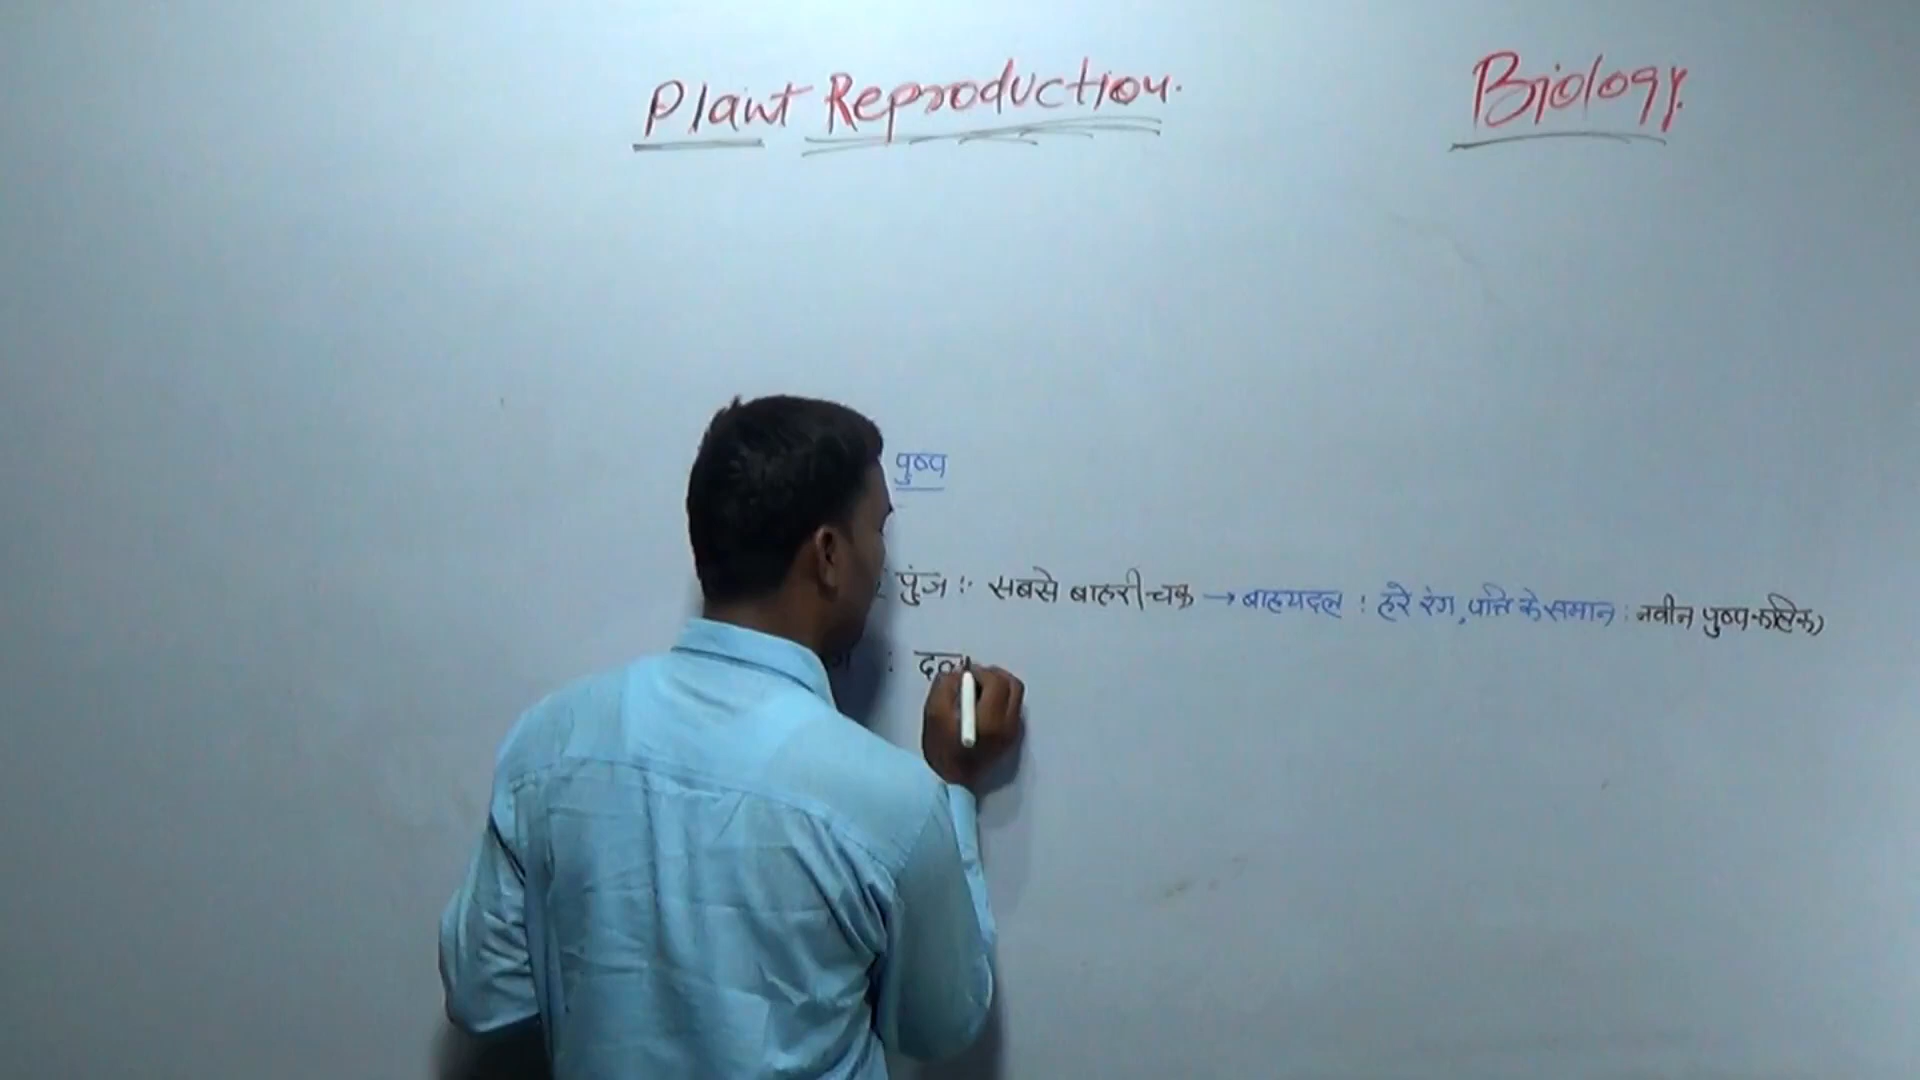 Plant Reproduction.
Biology.
पुष्प
पुंज :- सबसे बाहरी चक्र → बाह्यदल : हरे रंग, पत्ति के समान : नवीन पुष्प-कलिका
: दल